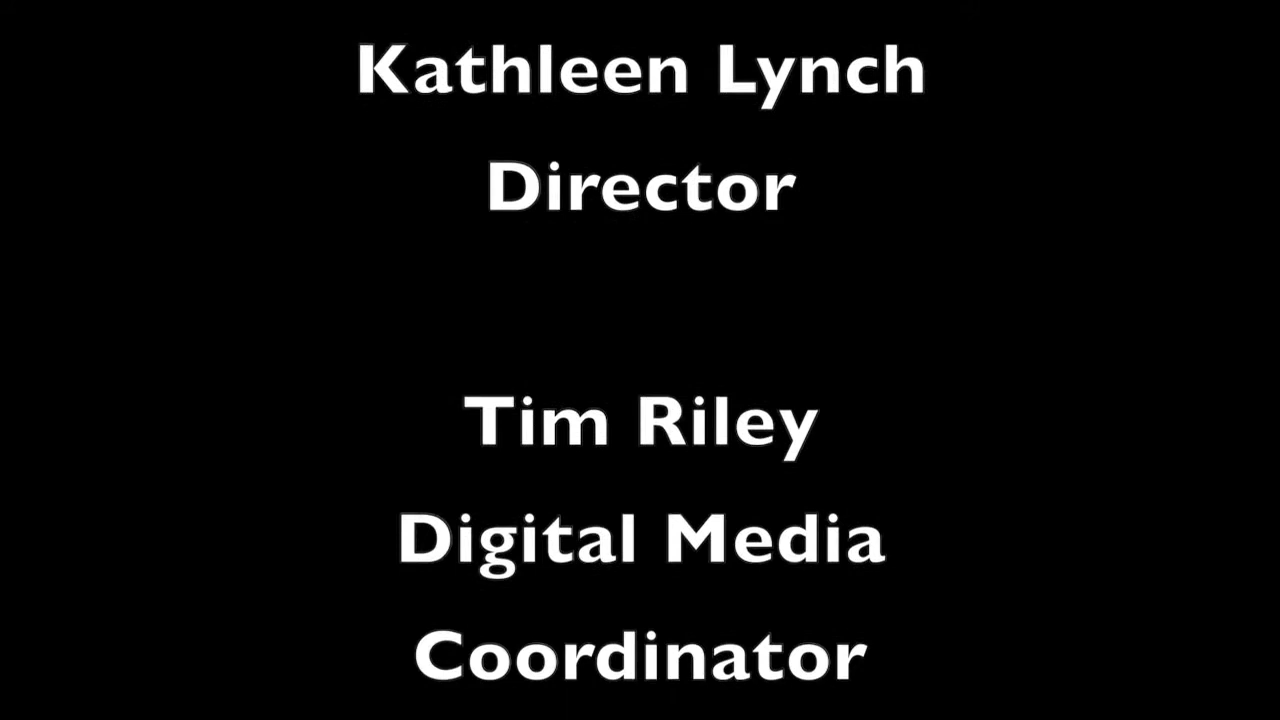 Kathleen Lynch
Director
Tim Riley
Digital Media
Coordinator